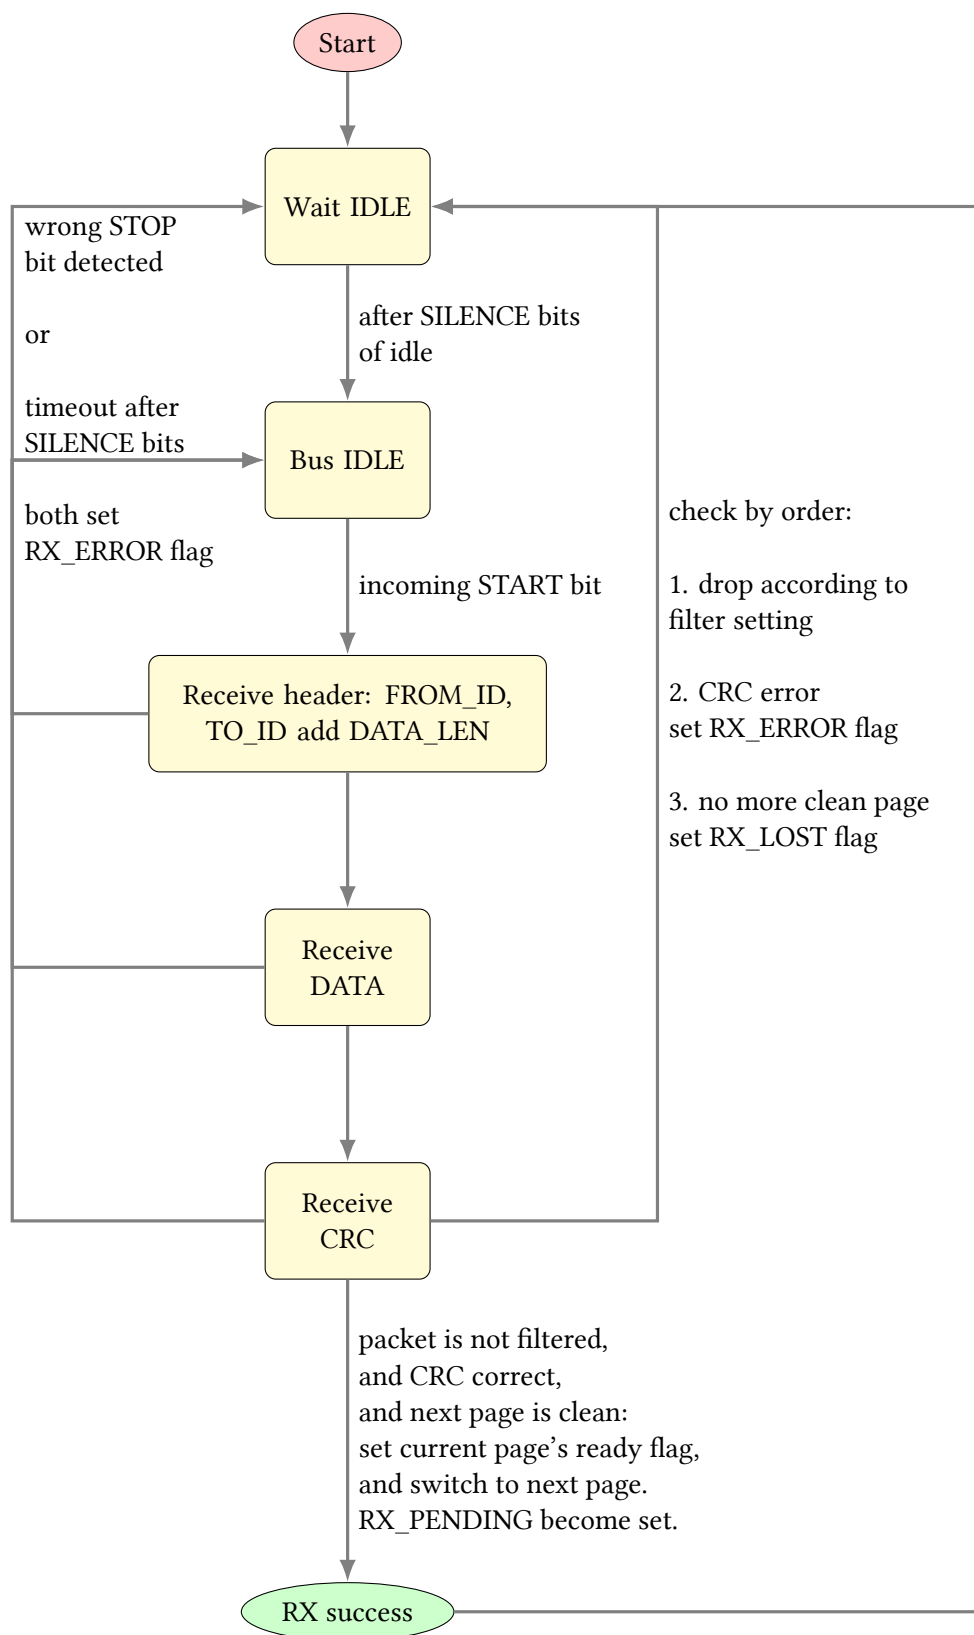 Start
Wait IDLE
wrong STOP
bit detected
or
timeout after
SILENCE bits
both set
RX_ERROR flag
after SILENCE bits
of idle
Bus IDLE
incoming START bit
check by order:
1. drop according to
filter setting
2. CRC error
set RX_ERROR flag
3. no more clean page
set RX_LOST flag
Receive header: FROM_ID,
TO_ID add DATA_LEN
Receive
DATA
Receive
CRC
packet is not filtered,
and CRC correct,
and next page is clean:
set current page's ready flag,
and switch to next page.
RX_PENDING become set.
RX success